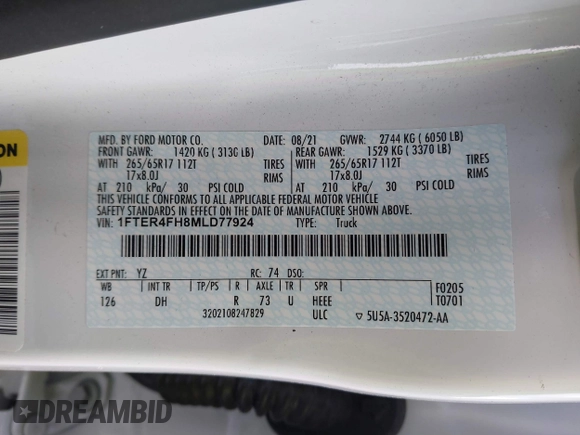 ON
MFD. BY FORD MOTOR CO. DATE: 08/21 GVWR: 2744 KG ( 6050 LB)
FRONT GAWR: 1420 KG ( 3130 LB) REAR GAWR: 1529 KG ( 3370 LB)
WITH 265/65R17 112T TIRES WITH 265/65R17 112T TIRES
17x8.0J RIMS 17x8.0J RIMS
AT 210 kPa/ 30 PSI COLD AT 210 kPa/ 30 PSI COLD
THIS VEHICLE CONFORMS TO ALL APPLICABLE FEDERAL MOTOR VEHICLE
SAFETY STANDARDS IN EFFECT ON THE DATE OF MANUFACTURE SHOWN ABOVE.
VIN: 1FTER4FH8MLD77924 TYPE: Truck
EXT PNT: YZ RC: 74 DSO: F0205
WB INT TR TP/PS R AXLE TR SPR T0701
126 DH R 73 U HEEE
3202108247829 ULC ▽ 5U5A-3520472-AA
DREAMBID